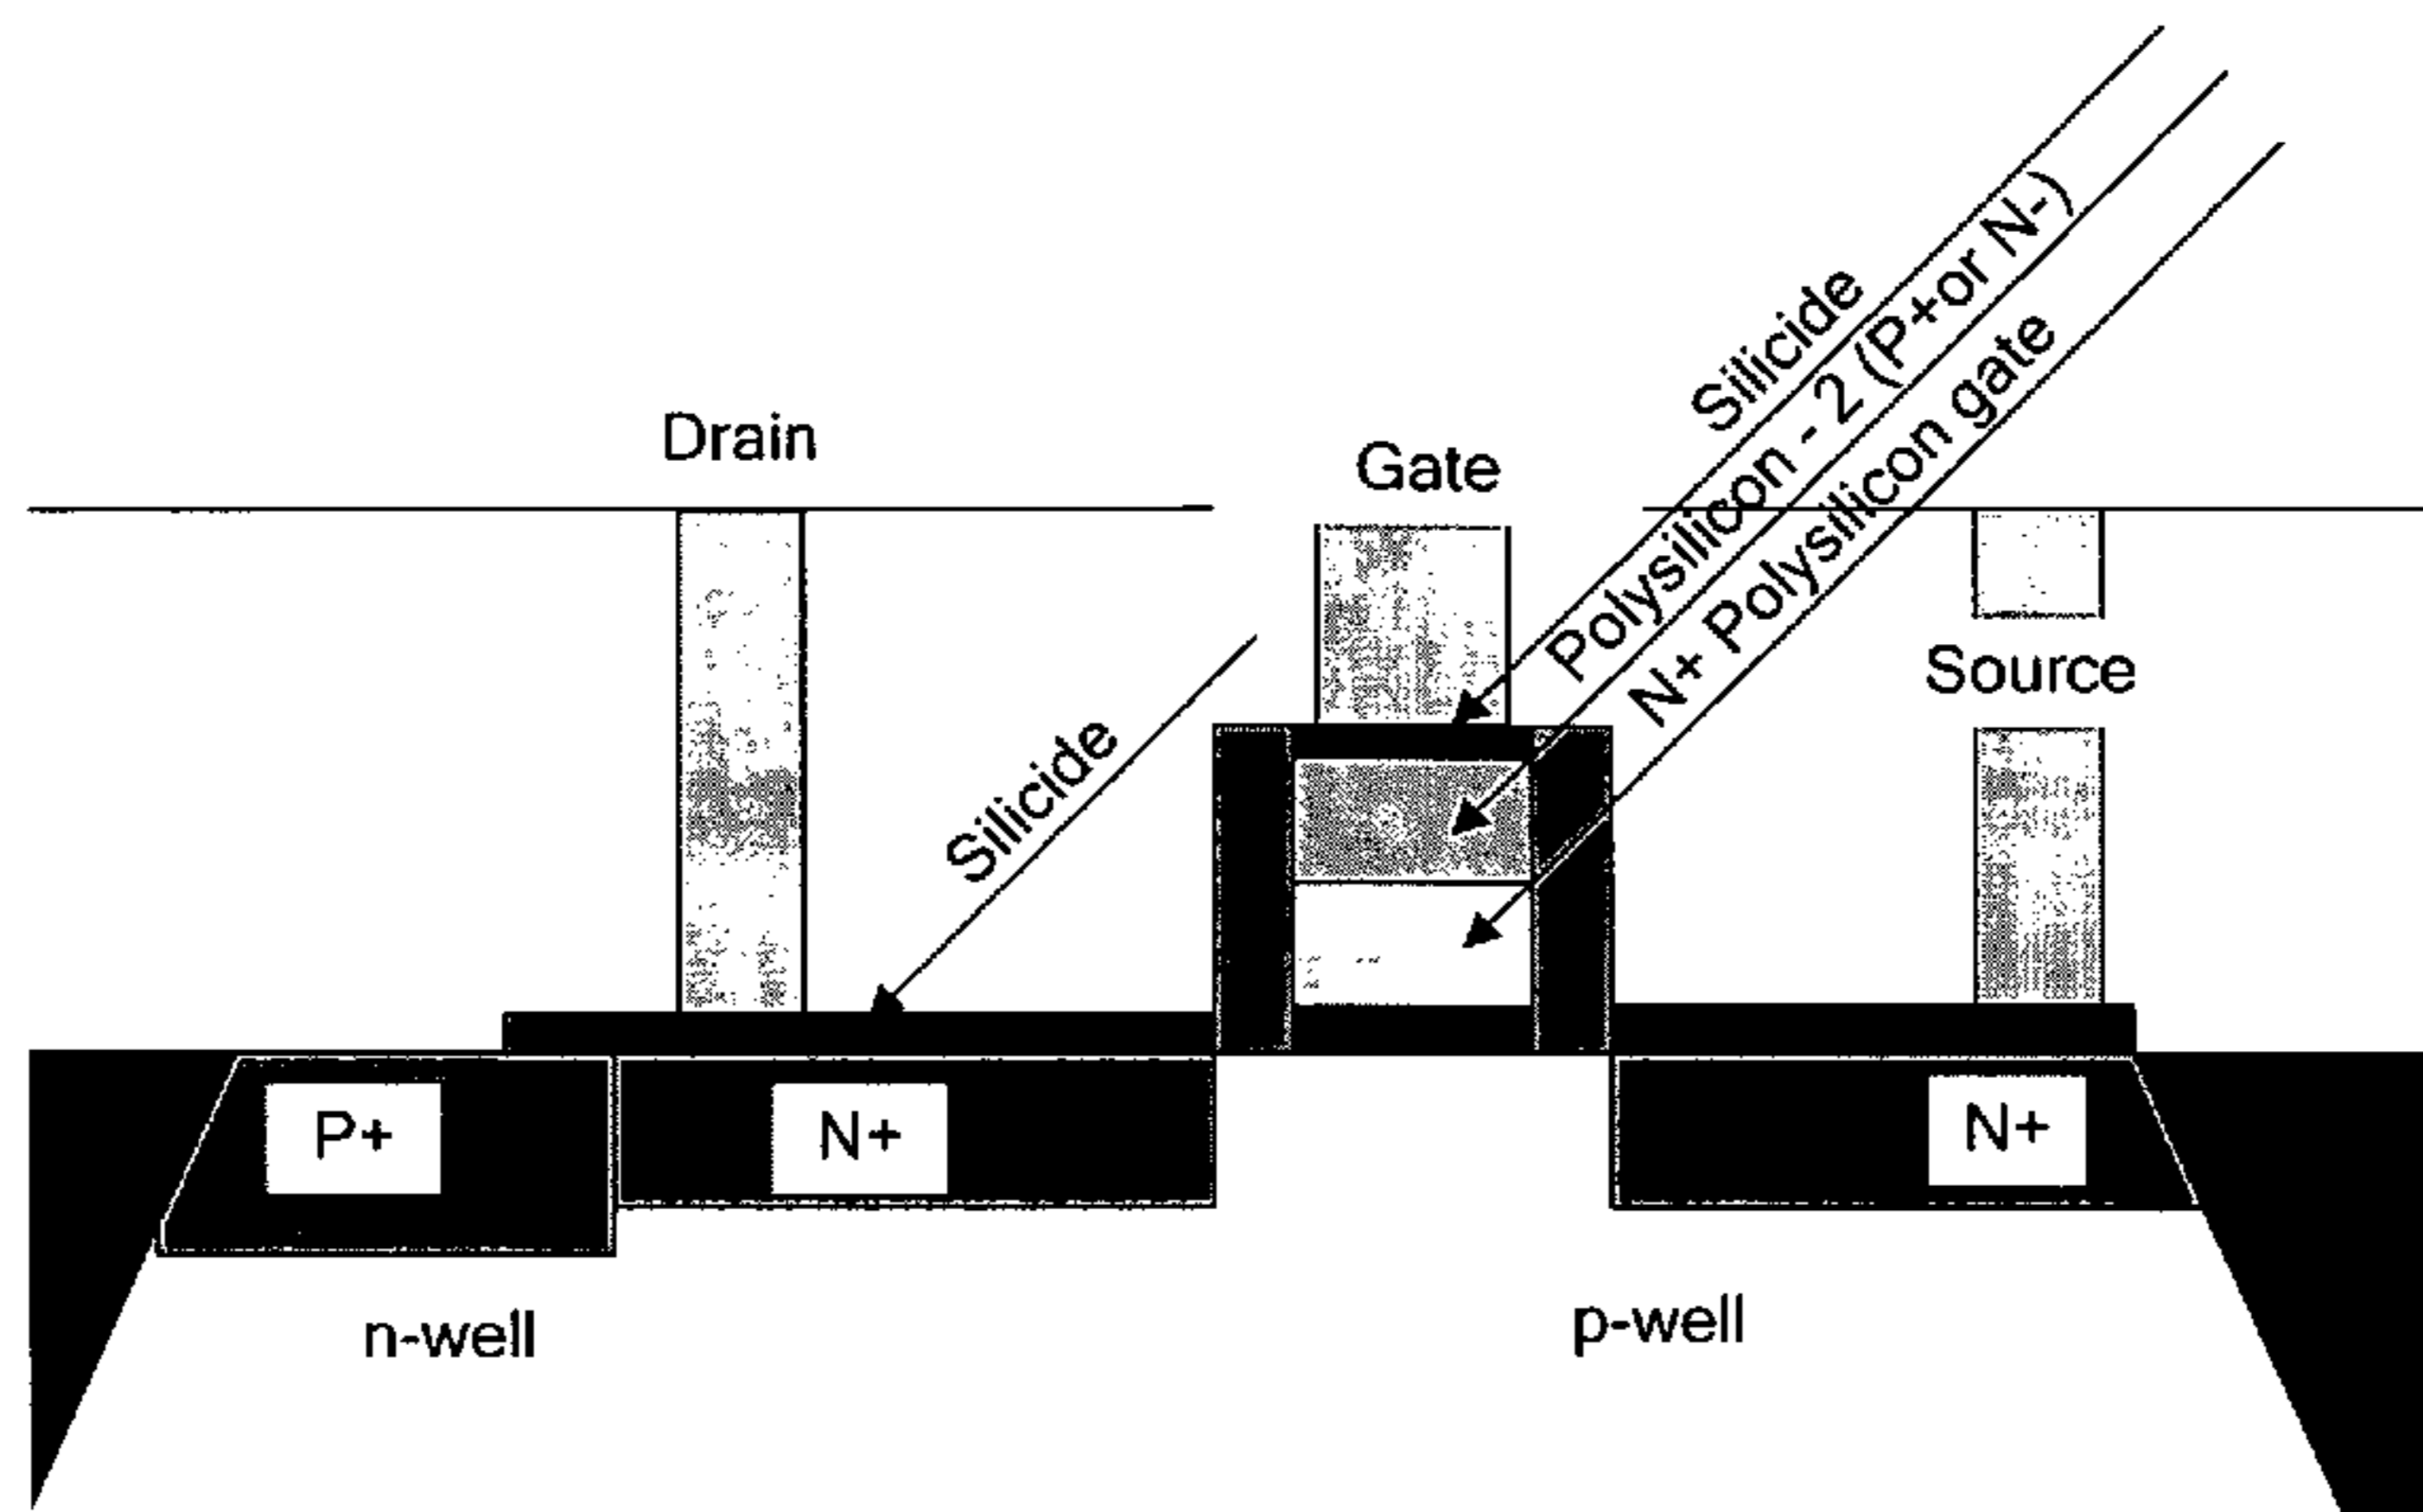 Silicide
Polysilicon - 2 (P+or N-)
N+ Polysilicon gate
Drain
Gate
Source
Silicide
P+
N+
N+
n-well
p-well